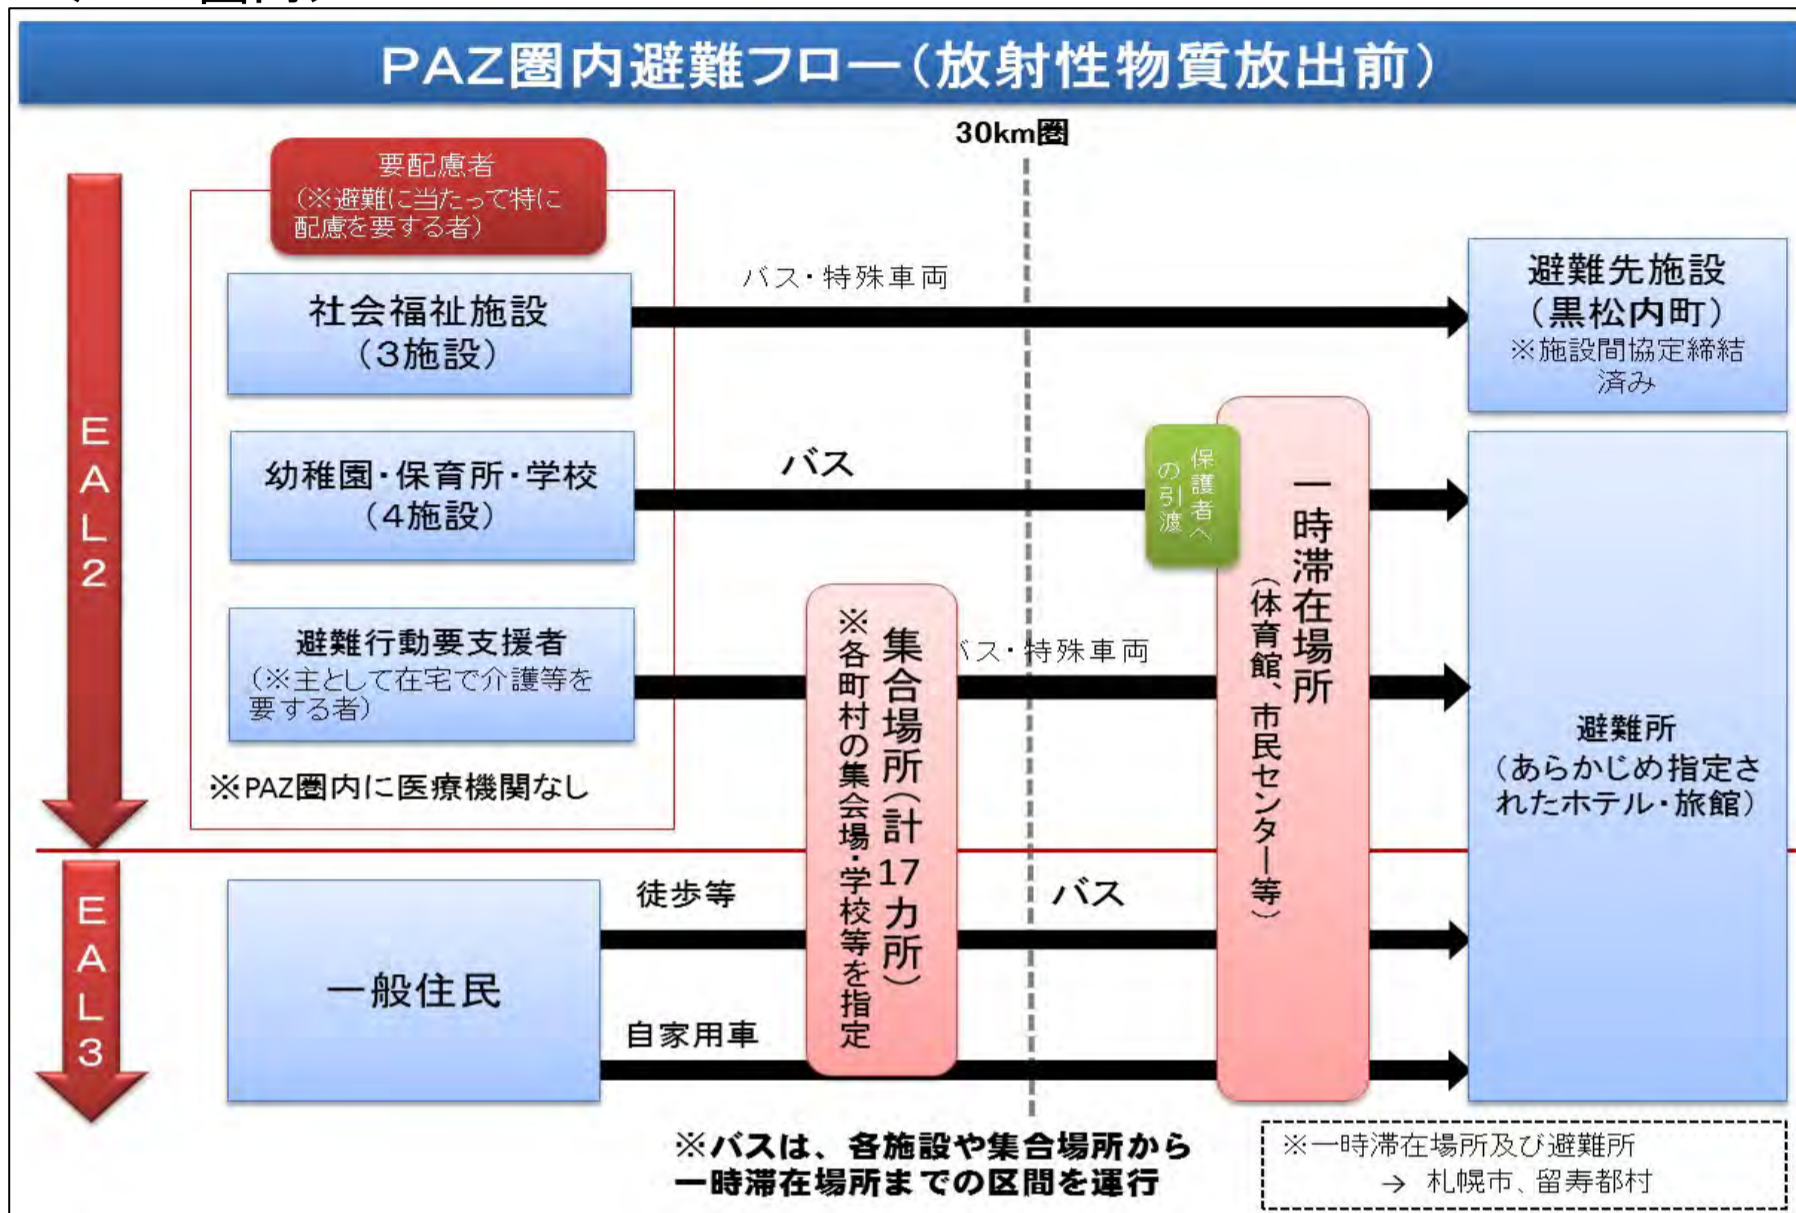 PAZ圏内避難フロー(放射性物質放出前)
30km圏
要配慮者
(※避難に当たって特に
配慮を要する者)
EAL2
社会福祉施設
(3施設)
バス・特殊車両
避難先施設
(黒松内町)
※施設間協定締結
済み
幼稚園・保育所・学校
(4施設)
バス
保護者へ
の引渡
一時滞在場所
(体育館、市民センター等)
避難行動要支援者
(※主として在宅で介護等を
要する者)
集合場所(計17カ所)
※各町村の集会場・学校等を指定
バス・特殊車両
※PAZ圏内に医療機関なし
避難所
(あらかじめ指定さ
れたホテル・旅館)
EAL3
一般住民
徒歩等
バス
自家用車
※バスは、各施設や集合場所から
一時滞在場所までの区間を運行
※一時滞在場所及び避難所
→ 札幌市、留寿都村